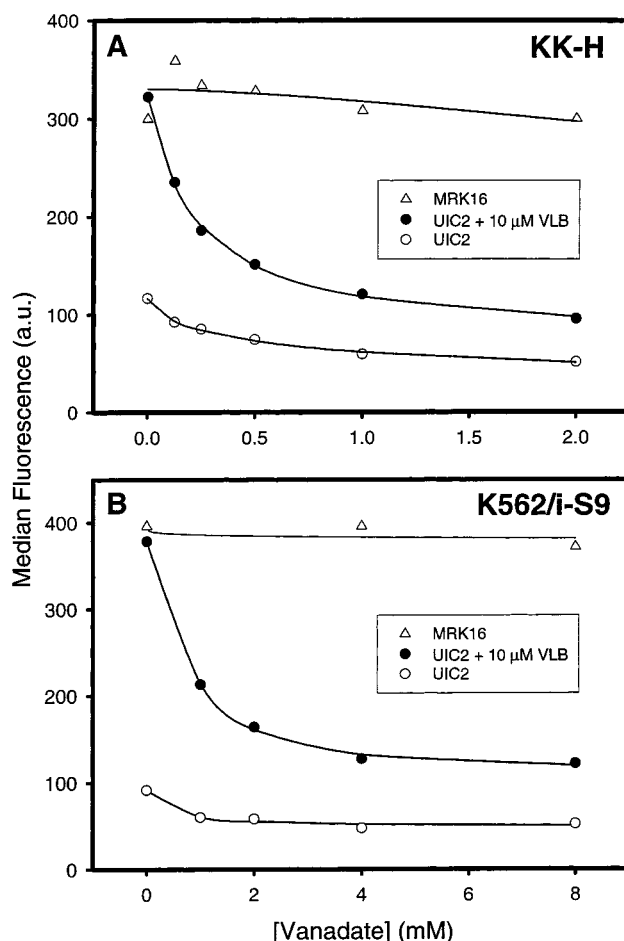 400
A
KK-H
300
MRK16
UIC2 + 10 µM VLB
UIC2
200
100
0
0.0
0.5
1.0
1.5
2.0
Median Fluorescence (a.u.)
B
K562/i-S9
400
300
MRK16
UIC2 + 10 µM VLB
UIC2
200
100
0
0
2
4
6
8
[Vanadate] (mM)